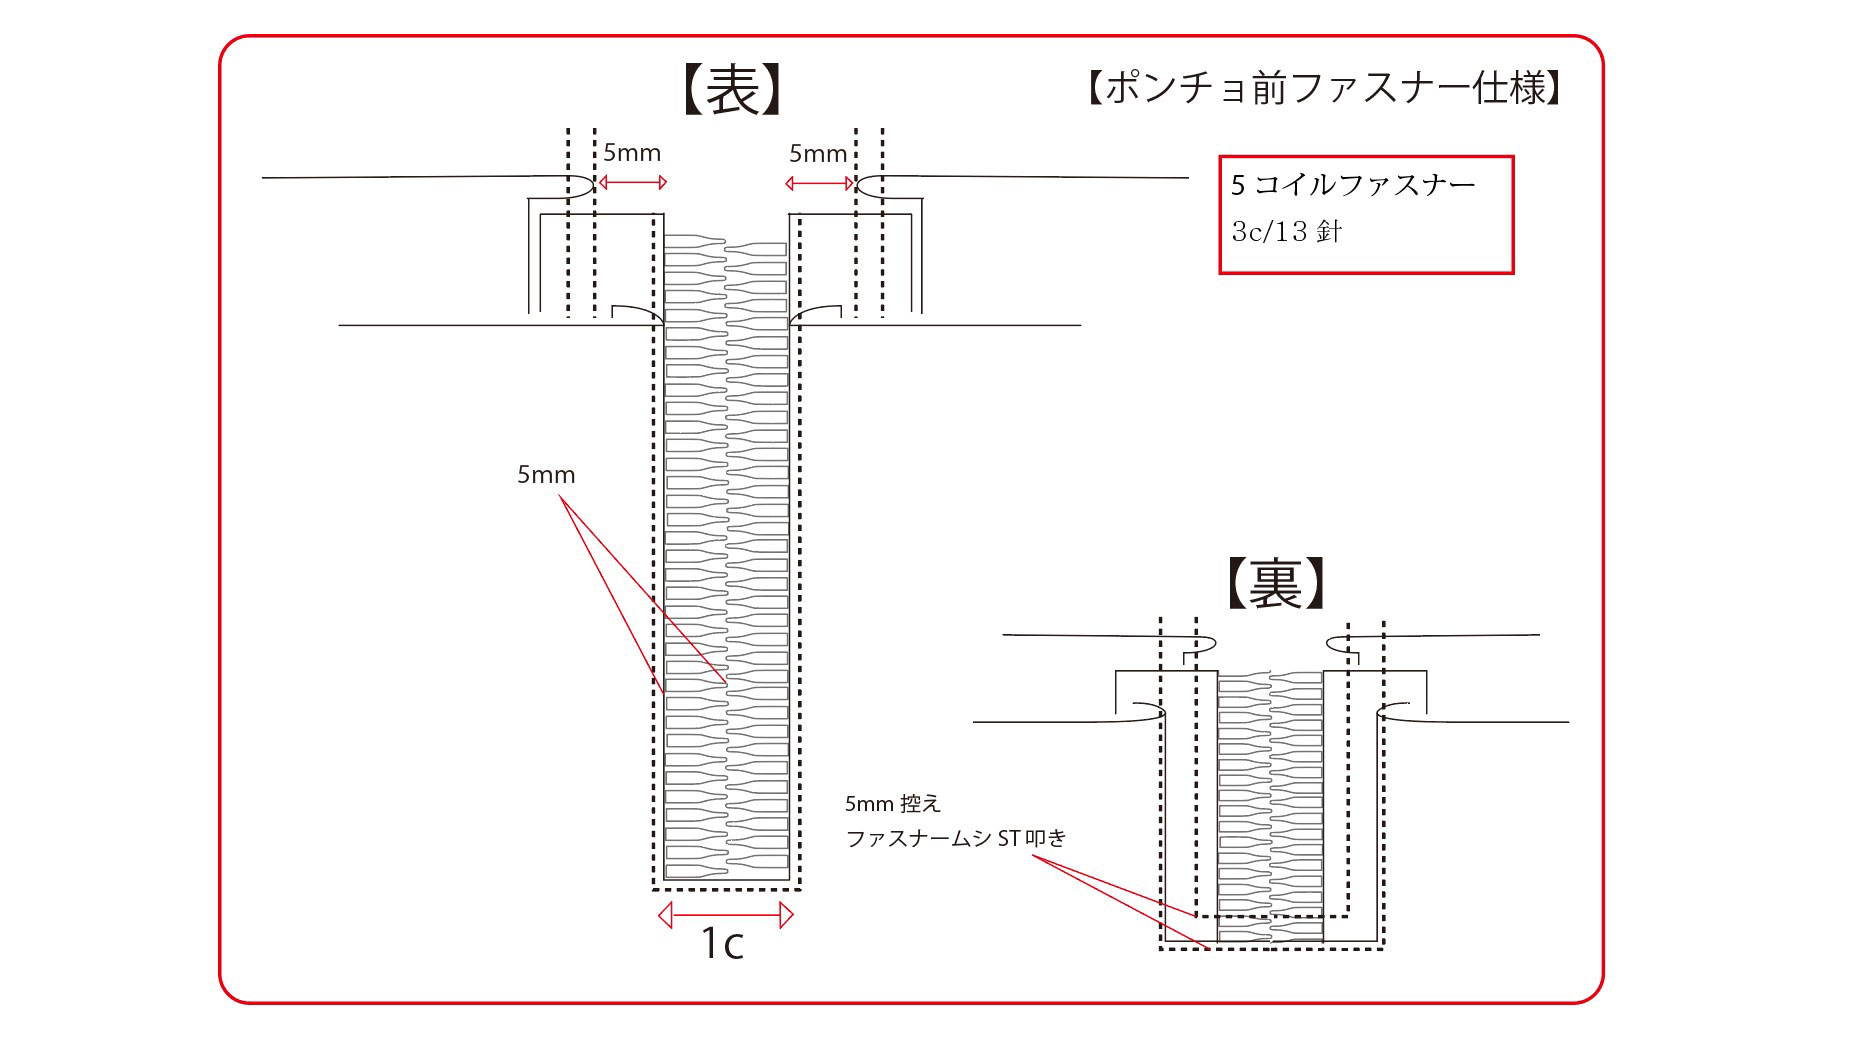 【表】
【ポンチョ前ファスナー仕様】
5mm
5mm
5 コイルファスナー
3c/13 針
5mm
【裏】
5mm 控え
ファスナームシ ST 叩き
1c